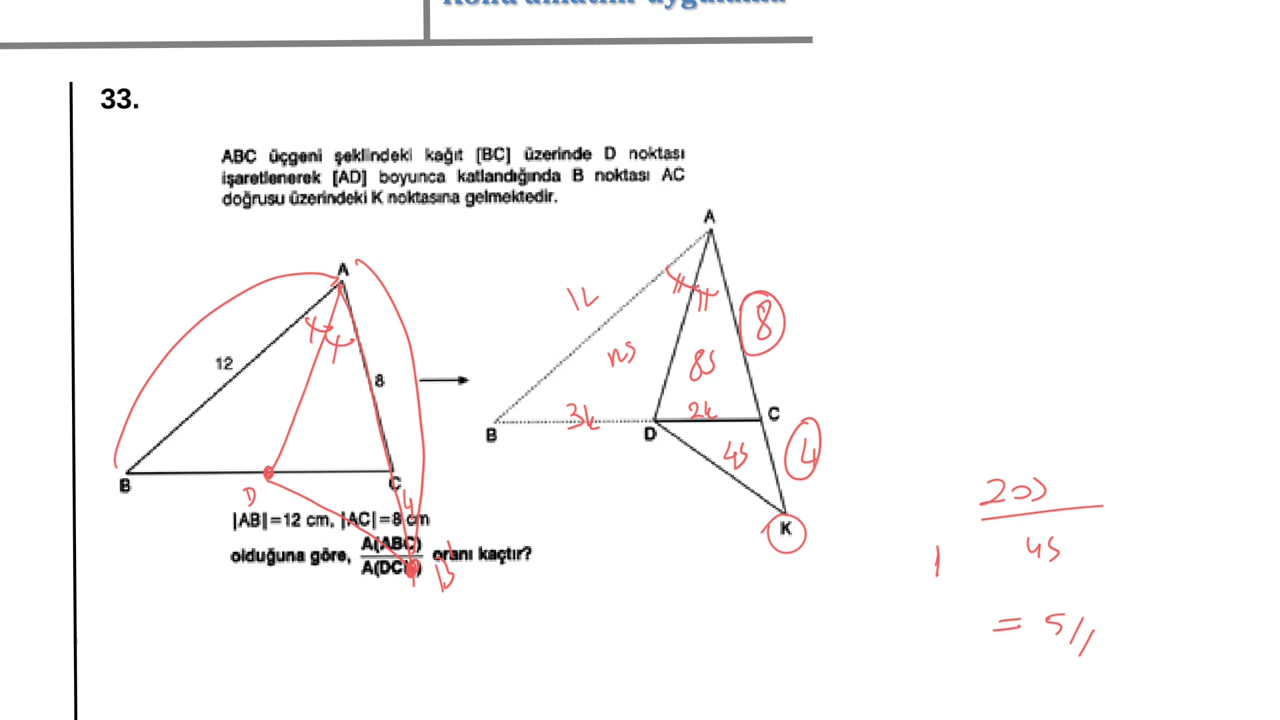 33.
ABC üçgeni şeklindeki kağıt [BC] üzerinde D noktası
işaretlenerek [AD] boyunca katlandığında B noktası AC
doğrusu üzerindeki K noktasına gelmektedir.
A
12
8
B
D
C
4
B
A
12
8
12S
8S
3k
2k
B
D
C
4S
4
K
|AB|=12 cm, |AC|=8 cm
olduğuna göre, A(ABC) oranı kaçtır?
20S
4S
= 5//